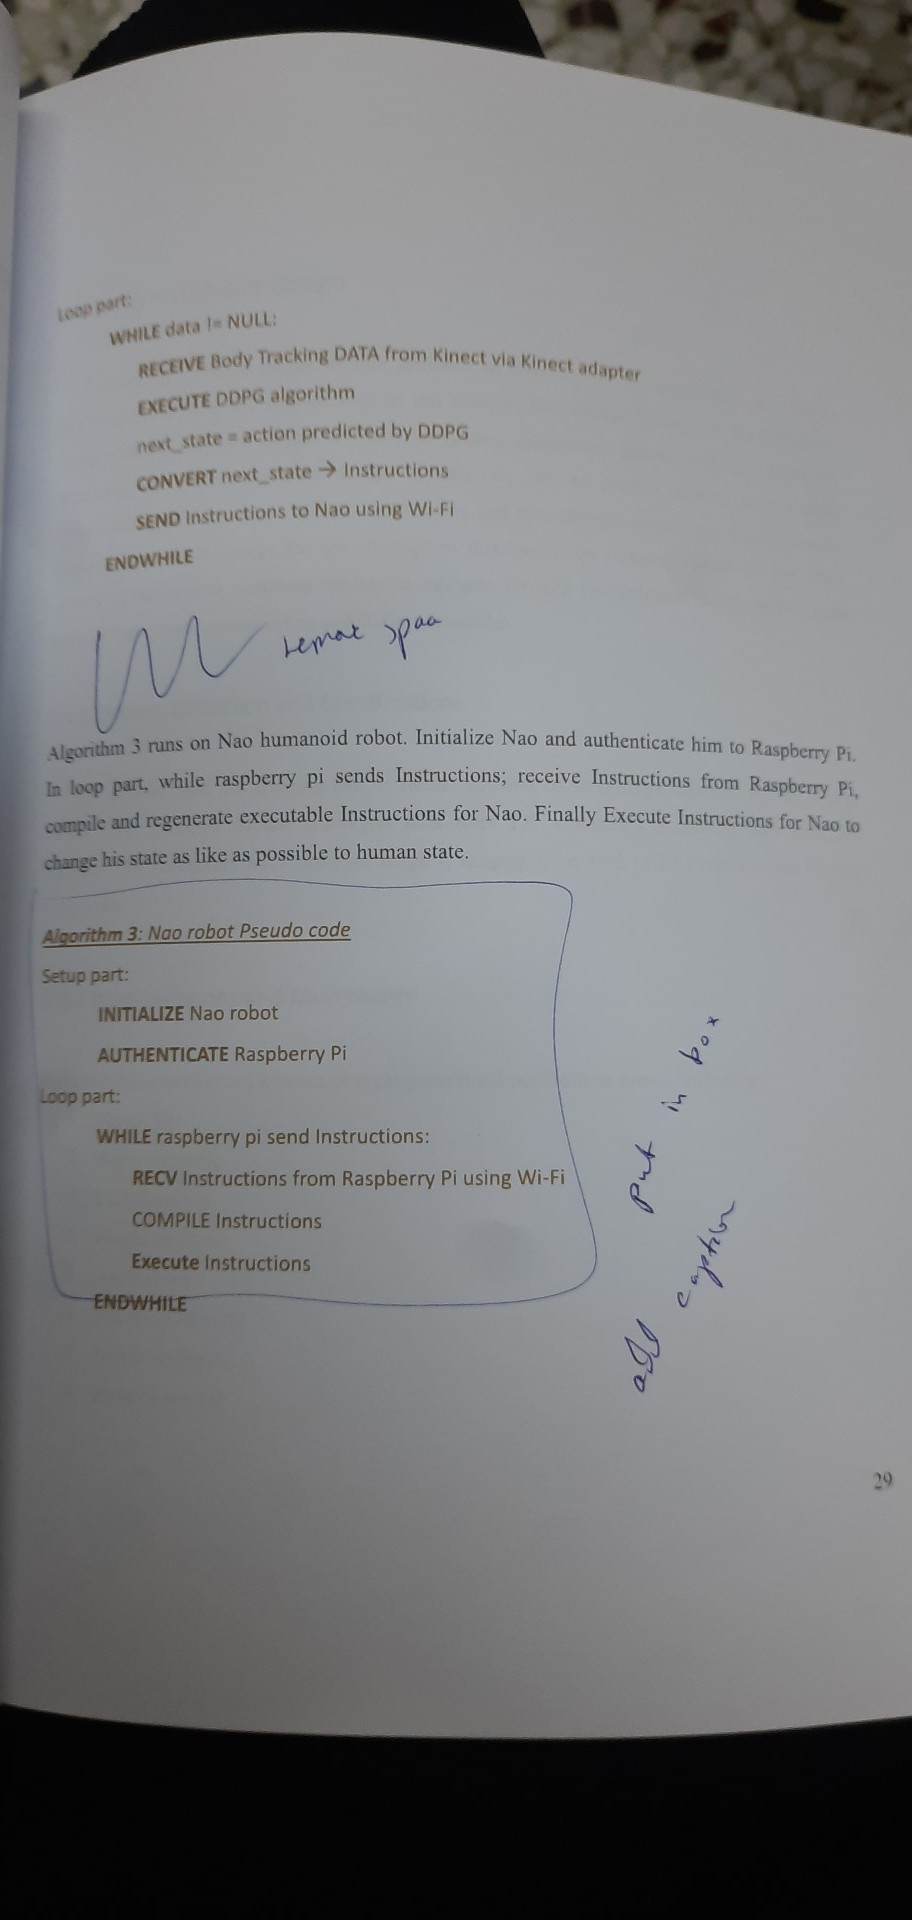 Loop part:
WHILE data != NULL:
RECEIVE Body Tracking DATA from Kinect via Kinect adapter
EXECUTE DDPG algorithm
next_state = action predicted by DDPG
CONVERT next_state → Instructions
SEND Instructions to Nao using Wi-Fi
ENDWHILE
Algorithm 3 runs on Nao humanoid robot. Initialize Nao and authenticate him to Raspberry Pi.
In loop part, while raspberry pi sends Instructions; receive Instructions from Raspberry Pi,
compile and regenerate executable Instructions for Nao. Finally Execute Instructions for Nao to
change his state as like as possible to human state.
Algorithm 3: Nao robot Pseudo code
Setup part:
INITIALIZE Nao robot
AUTHENTICATE Raspberry Pi
Loop part:
WHILE raspberry pi send Instructions:
RECV Instructions from Raspberry Pi using Wi-Fi
COMPILE Instructions
Execute Instructions
ENDWHILE
put in box
add caption
29